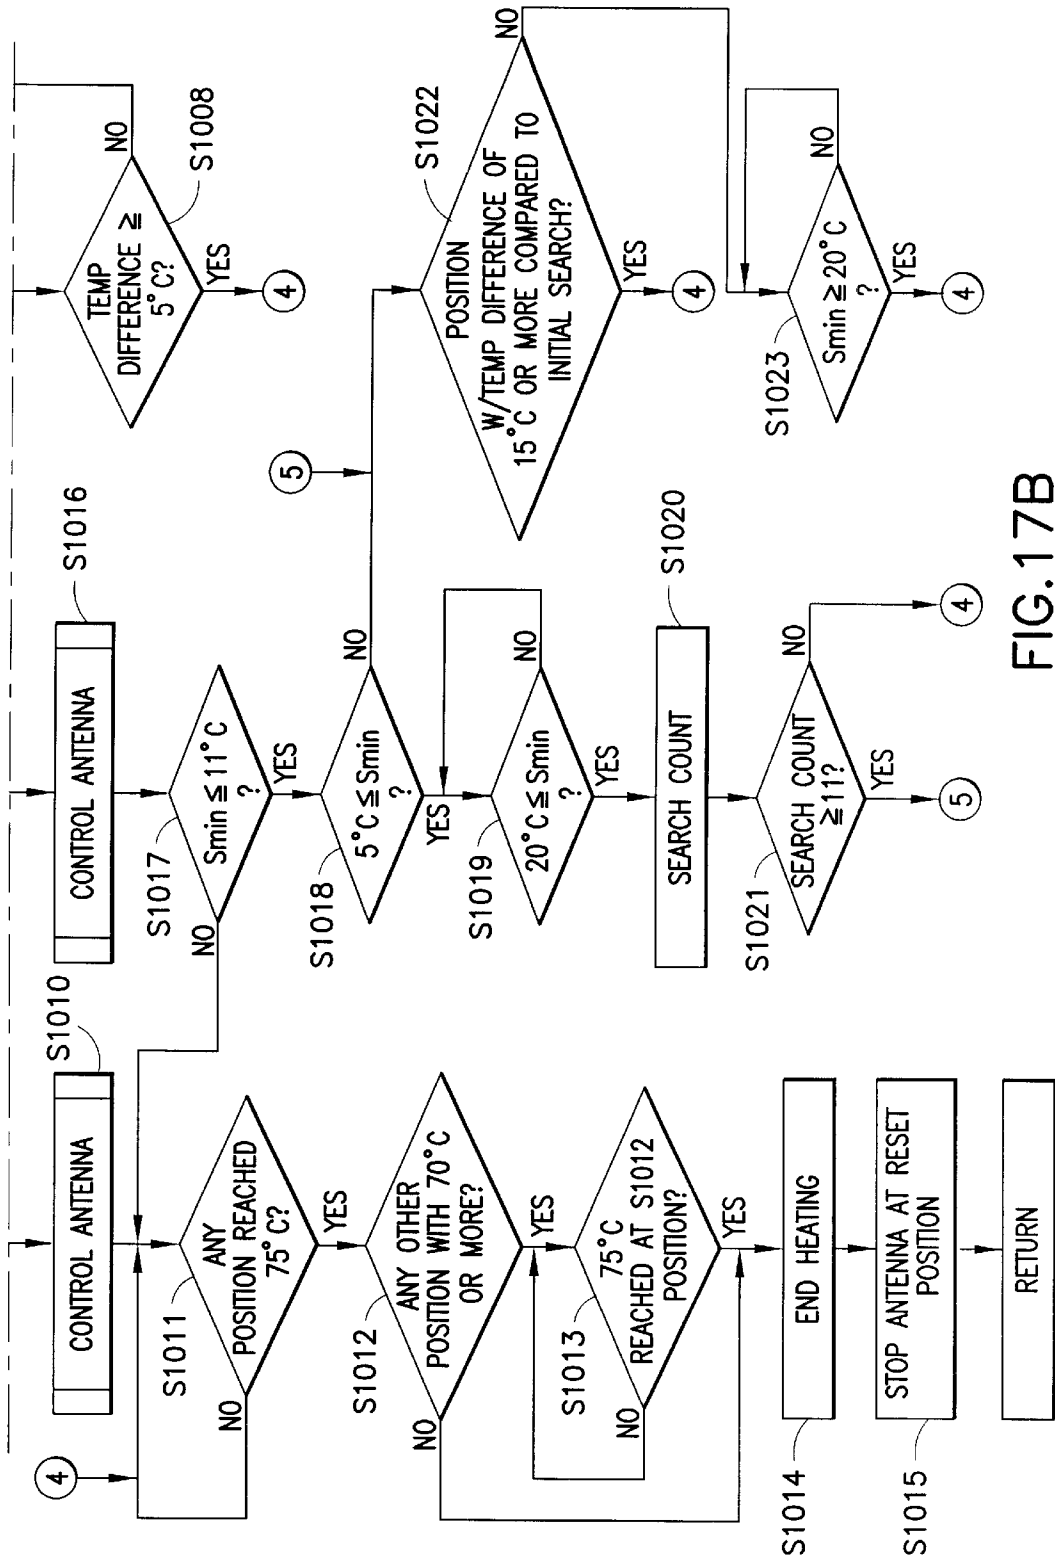 4
CONTROL ANTENNA
S1010
ANY
POSITION REACHED
75°C?
S1011
NO
YES
ANY OTHER
POSITION WITH 70°C
OR MORE?
S1012
NO
YES
75°C
REACHED AT S1012
POSITION?
S1013
NO
YES
END HEATING
S1014
STOP ANTENNA AT RESET
POSITION
S1015
RETURN
CONTROL ANTENNA
S1016
Smin ≦ 11°C
?
S1017
NO
YES
5°C ≦ Smin
?
S1018
NO
YES
20°C ≦ Smin
?
S1019
NO
YES
SEARCH COUNT
S1020
SEARCH COUNT
≧11?
S1021
NO
YES
4
5
TEMP
DIFFERENCE ≧
5°C?
S1008
NO
YES
4
5
POSITION
W/TEMP DIFFERENCE OF
15°C OR MORE COMPARED TO
INITIAL SEARCH?
S1022
NO
YES
4
Smin ≧ 20°C
?
S1023
NO
YES
4
FIG.17B